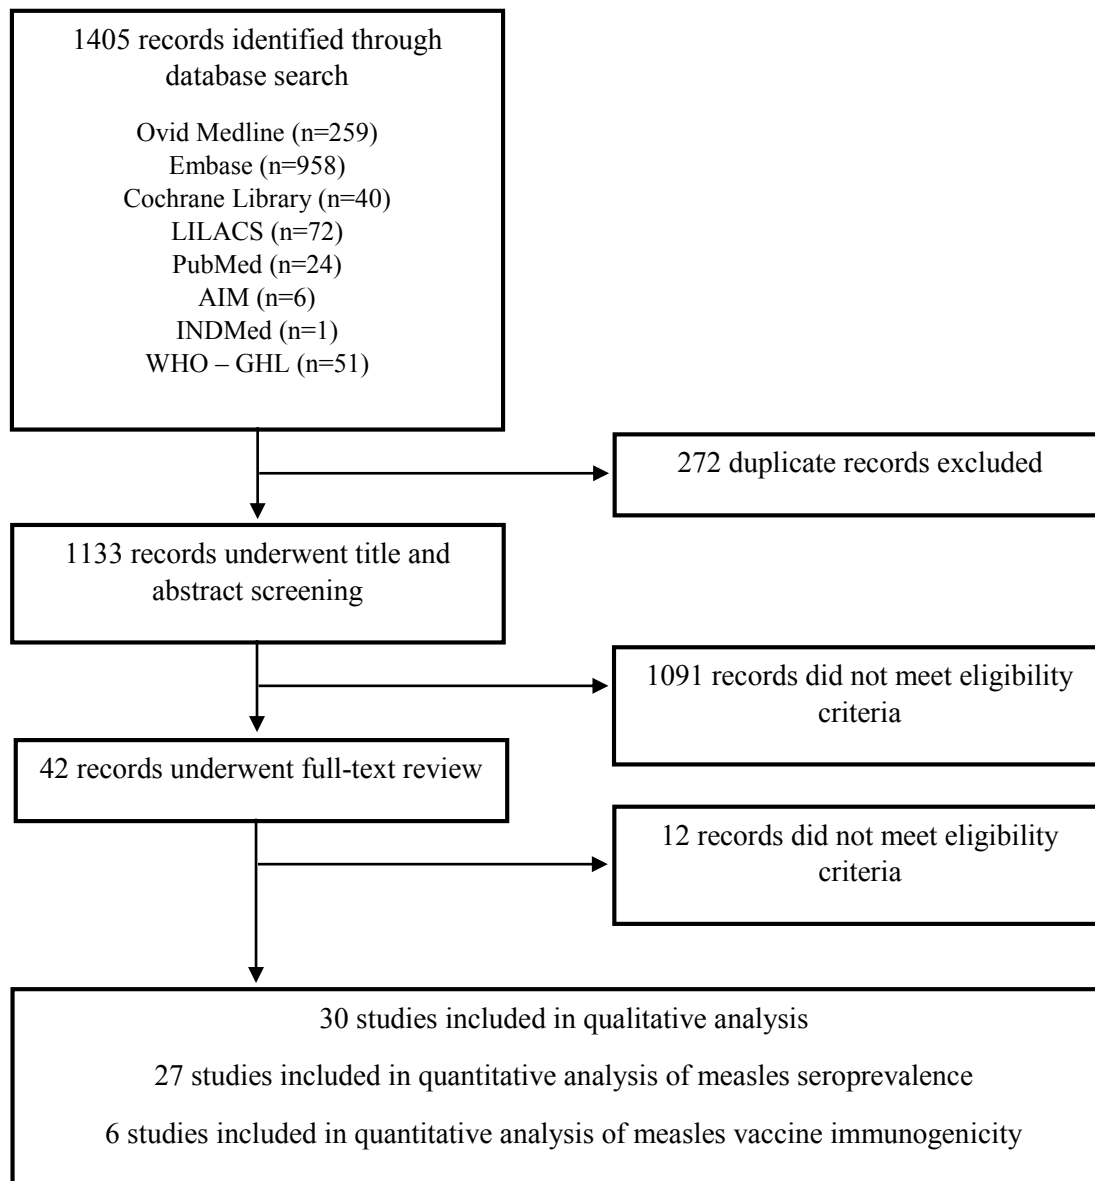 1405 records identified through
database search
Ovid Medline (n=259)
Embase (n=958)
Cochrane Library (n=40)
LILACS (n=72)
PubMed (n=24)
AIM (n=6)
INDMed (n=1)
WHO – GHL (n=51)
272 duplicate records excluded
1133 records underwent title and
abstract screening
1091 records did not meet eligibility
criteria
42 records underwent full-text review
12 records did not meet eligibility
criteria
30 studies included in qualitative analysis
27 studies included in quantitative analysis of measles seroprevalence
6 studies included in quantitative analysis of measles vaccine immunogenicity